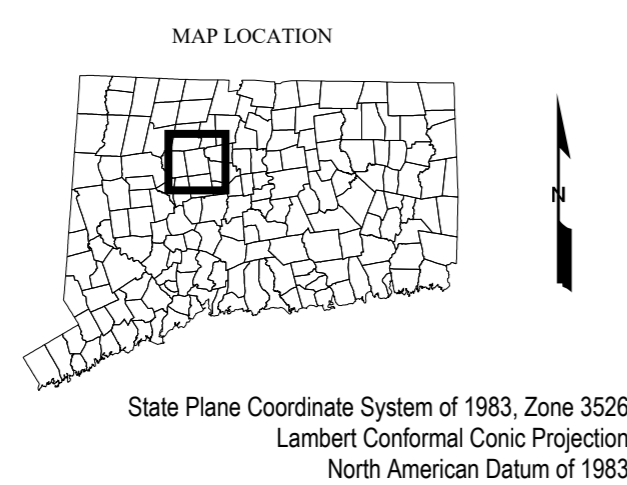 MAP LOCATION
N
State Plane Coordinate System of 1983, Zone 3526
Lambert Conformal Conic Projection
North American Datum of 1983